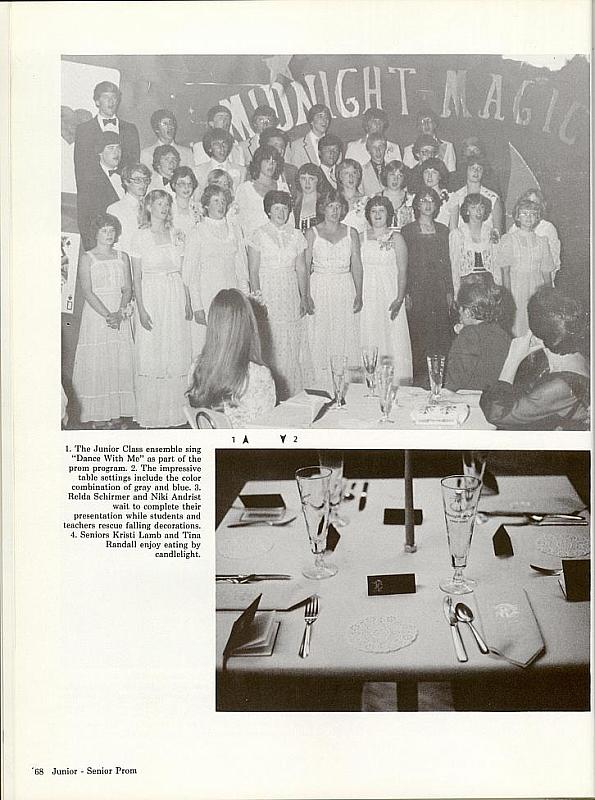 MIDNIGHT MAGIC
1 2
1. The Junior Class ensemble sing
"Dance With Me" as part of the
prom program. 2. The impressive
table settings include the color
combination of gray and blue. 3.
Relda Schirmer and Niki Andrist
wait to complete their
presentation while students and
teachers rescue falling decorations.
4. Seniors Kristi Lamb and Tina
Randall enjoy eating by
candlelight.
'68 Junior - Senior Prom